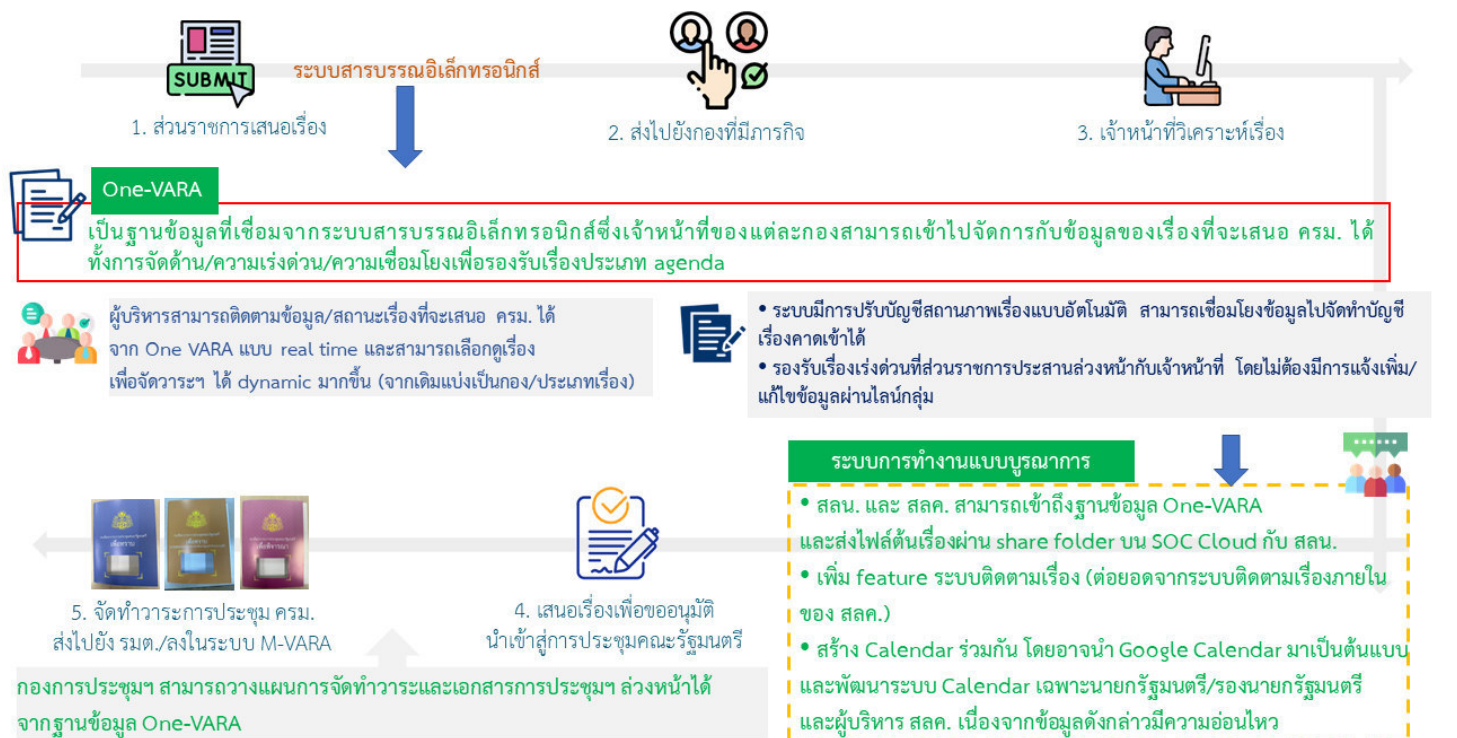 SUBMIT
ระบบสารบรรณอิเล็กทรอนิกส์
1. ส่วนราชการเสนอเรื่อง
2. ส่งไปยังกองที่มีภารกิจ
3. เจ้าหน้าที่วิเคราะห์เรื่อง
One-VARA
เป็นฐานข้อมูลที่เชื่อมจากระบบสารบรรณอิเล็กทรอนิกส์ซึ่งเจ้าหน้าที่ของแต่ละกองสามารถเข้าไปจัดการกับข้อมูลของเรื่องที่จะเสนอ ครม. ได้
ทั้งการจัดด้าน/ความเร่งด่วน/ความเชื่อมโยงเพื่อรองรับเรื่องประเภท agenda
ผู้บริหารสามารถติดตามข้อมูล/สถานะเรื่องที่จะเสนอ ครม. ได้
จาก One VARA แบบ real time และสามารถเลือกดูเรื่อง
เพื่อจัดวาระฯ ได้ dynamic มากขึ้น (จากเดิมแบ่งเป็นกอง/ประเภทเรื่อง)
• ระบบมีการปรับบัญชีสถานภาพเรื่องแบบอัตโนมัติ สามารถเชื่อมโยงข้อมูลไปจัดทำบัญชี
เรื่องคาดเข้าได้
• รองรับเรื่องเร่งด่วนที่ส่วนราชการประสานล่วงหน้ากับเจ้าหน้าที่ โดยไม่ต้องมีการแจ้งเพิ่ม/
แก้ไขข้อมูลผ่านไลน์กลุ่ม
ระบบการทำงานแบบบูรณาการ
• สลน. และ สลค. สามารถเข้าถึงฐานข้อมูล One-VARA
และส่งไฟล์ต้นเรื่องผ่าน share folder บน SOC Cloud กับ สลน.
• เพิ่ม feature ระบบติดตามเรื่อง (ต่อยอดจากระบบติดตามเรื่องภายใน
ของ สลค.)
• สร้าง Calendar ร่วมกัน โดยอาจนำ Google Calendar มาเป็นต้นแบบ
และพัฒนาระบบ Calendar เฉพาะนายกรัฐมนตรี/รองนายกรัฐมนตรี
และผู้บริหาร สลค. เนื่องจากข้อมูลดังกล่าวมีความอ่อนไหว
4. เสนอเรื่องเพื่อขออนุมัติ
นำเข้าสู่การประชุมคณะรัฐมนตรี
เพื่อทราบ
เพื่อทราบ
เพื่อพิจารณา
5. จัดทำวาระการประชุม ครม.
ส่งไปยัง รมต./ลงในระบบ M-VARA
กองการประชุมฯ สามารถวางแผนการจัดทำวาระและเอกสารการประชุมฯ ล่วงหน้าได้
จากฐานข้อมูล One-VARA